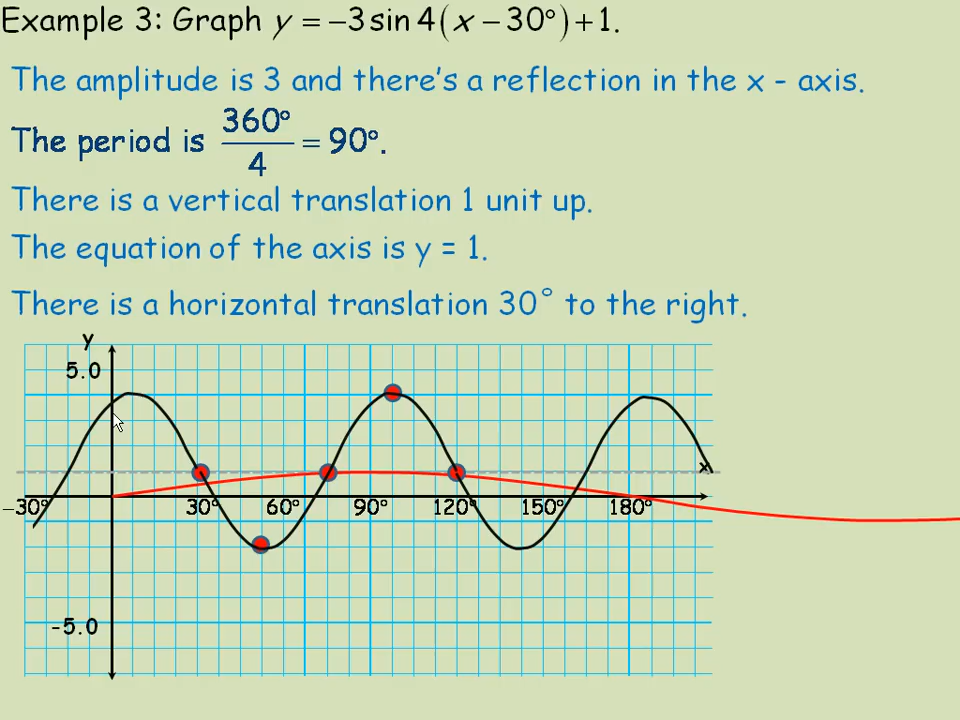 Example 3: Graph y = −3 sin 4(x − 30°) + 1.
The amplitude is 3 and there's a reflection in the x - axis.
The period is 360°/4 = 90°.
There is a vertical translation 1 unit up.
The equation of the axis is y = 1.
There is a horizontal translation 30° to the right.
y
5.0
x
−30° 30° 60° 90° 120° 150° 180°
-5.0